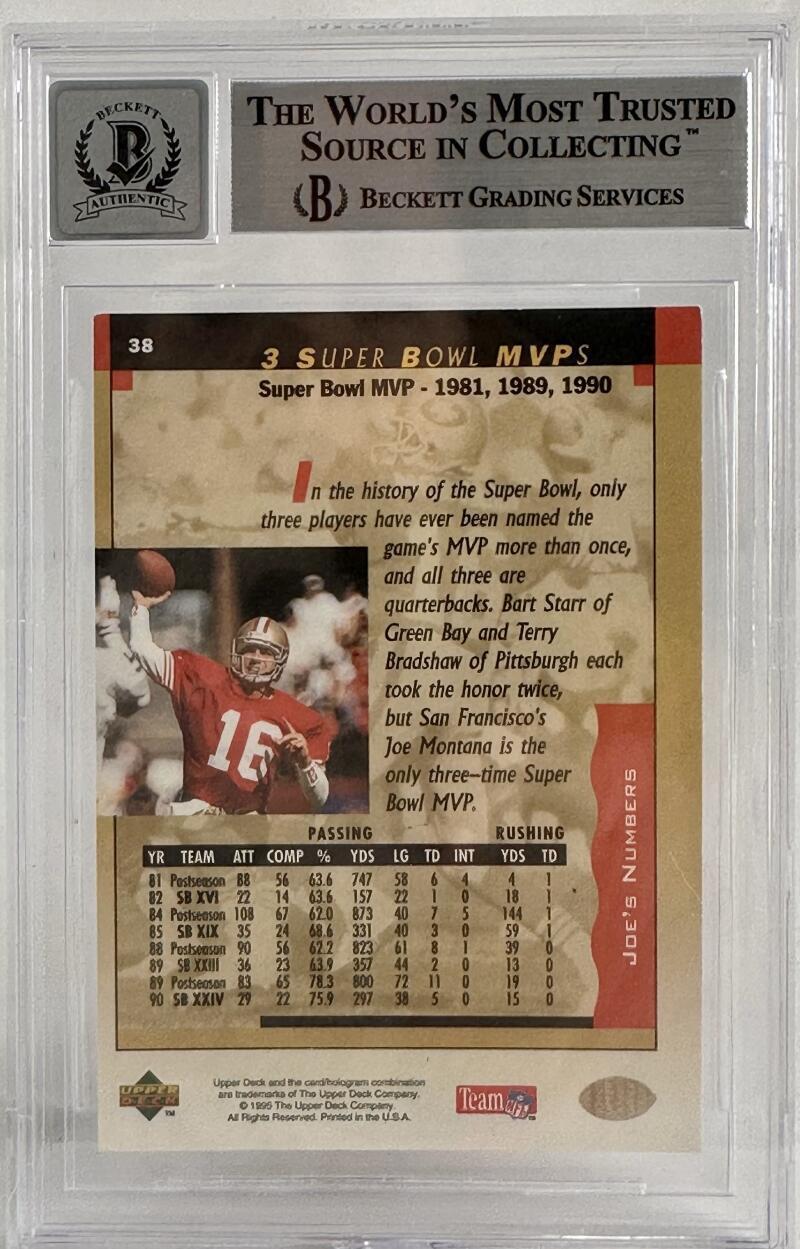 BECKETT
B
AUTHENTIC
THE WORLD'S MOST TRUSTED
SOURCE IN COLLECTING™
B BECKETT GRADING SERVICES
38
3 SUPER BOWL MVPS
Super Bowl MVP - 1981, 1989, 1990
In the history of the Super Bowl, only
three players have ever been named the
game's MVP more than once,
and all three are
quarterbacks. Bart Starr of
Green Bay and Terry
Bradshaw of Pittsburgh each
took the honor twice,
but San Francisco's
Joe Montana is the
only three–time Super
Bowl MVP.
16
PASSING RUSHING
YR TEAM ATT COMP % YDS LG TD INT YDS TD
81 Postseason 88 56 63.6 747 58 6 4 4 1
82 SB XVI 22 14 63.6 157 22 1 0 18 1
84 Postseason 108 67 62.0 873 40 7 5 144 1
85 SB XIX 35 24 68.6 331 40 3 0 59 1
88 Postseason 90 56 62.2 823 61 8 1 39 0
89 SB XXIII 36 23 63.9 357 44 2 0 13 0
89 Postseason 83 65 78.3 800 72 11 0 19 0
90 SB XXIV 29 22 75.9 297 38 5 0 15 0
JOE'S NUMBERS
UPPER DECK™
Upper Deck and the card/hologram combination
are trademarks of The Upper Deck Company.
© 1995 The Upper Deck Company.
All Rights Reserved. Printed in the U.S.A.
Team NFL